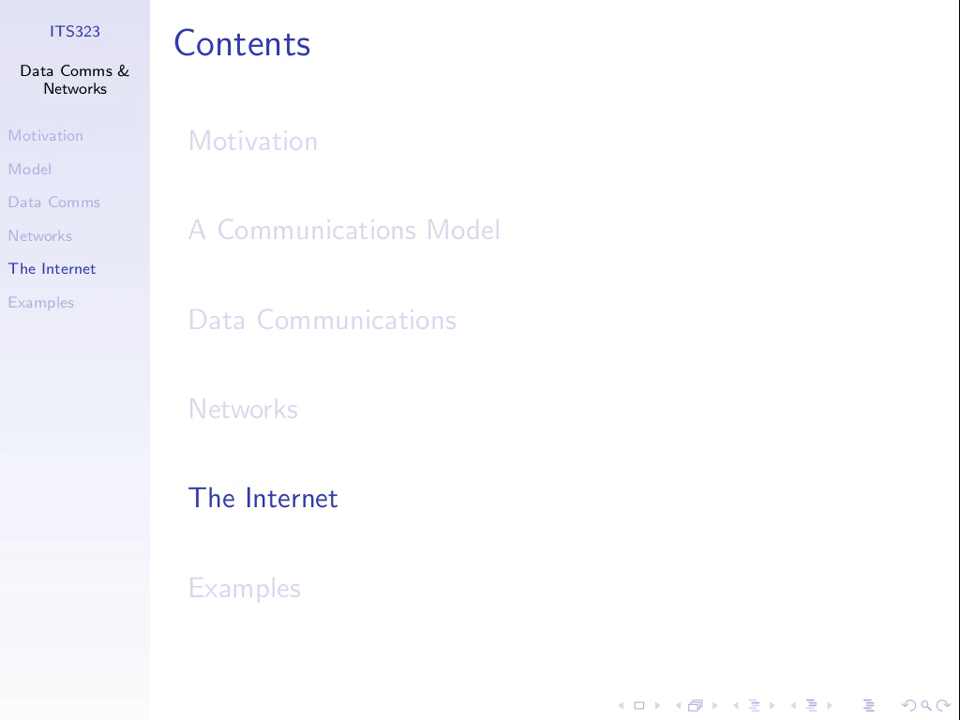 ITS323
Data Comms &
Networks
Motivation
Model
Data Comms
Networks
The Internet
Examples
Contents
Motivation
A Communications Model
Data Communications
Networks
The Internet
Examples